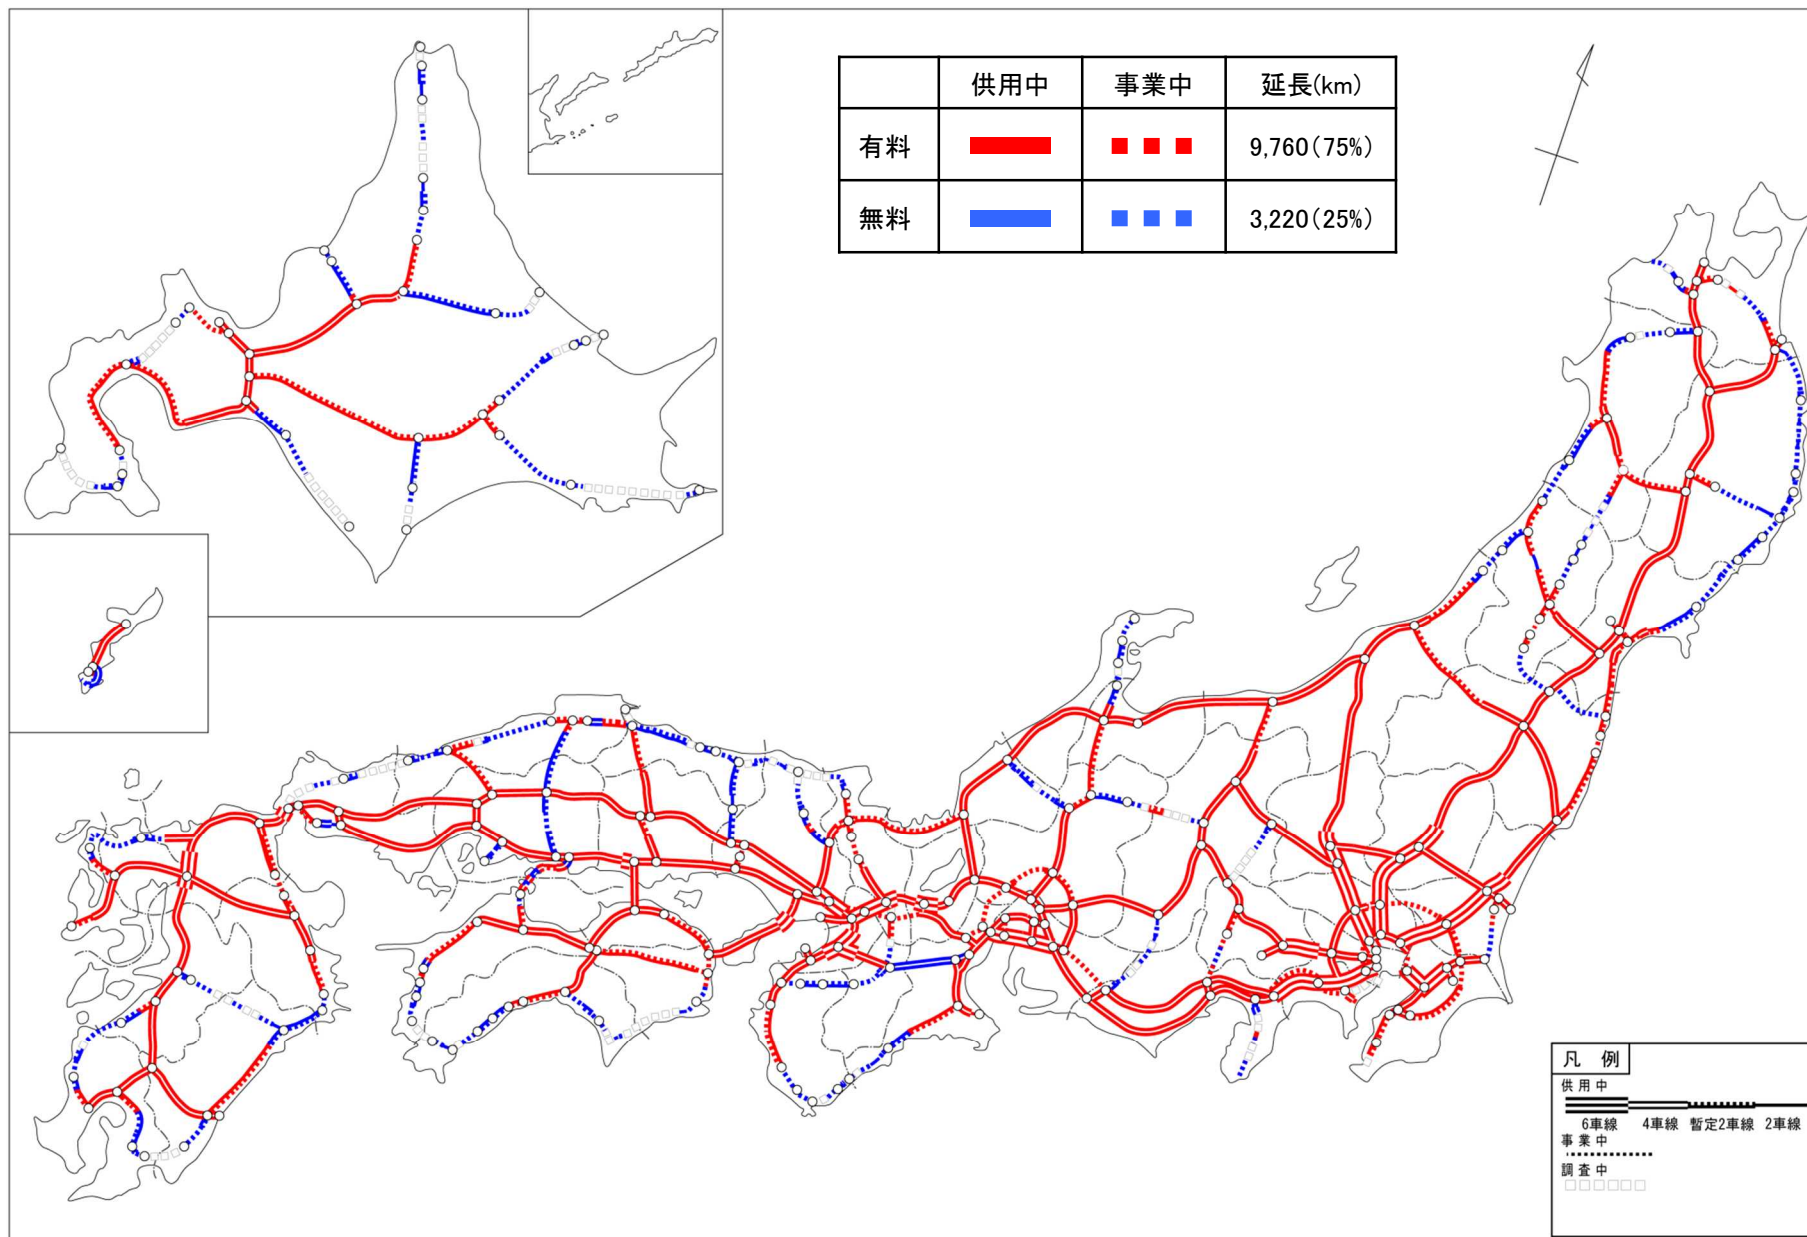 供用中 事業中 延長(km)
有料 9,760(75%)
無料 3,220(25%)
凡例
供用中
6車線 4車線 暫定2車線 2車線
事業中
調査中